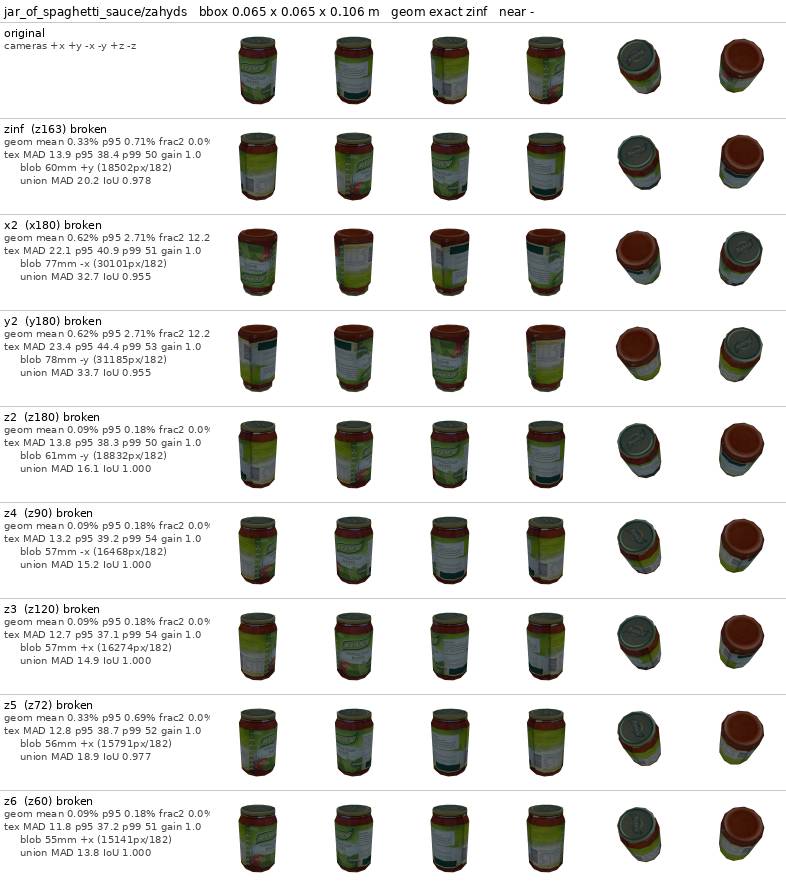 jar_of_spaghetti_sauce/zahyds bbox 0.065 x 0.065 x 0.106 m geom exact zinf near -
original
cameras +x +y -x -y +z -z
zinf (z163) broken
geom mean 0.33% p95 0.71% frac2 0.0%
tex MAD 13.9 p95 38.4 p99 50 gain 1.0
blob 60mm +y (18502px/182)
union MAD 20.2 IoU 0.978
x2 (x180) broken
geom mean 0.62% p95 2.71% frac2 12.2
tex MAD 22.1 p95 40.9 p99 51 gain 1.0
blob 77mm -x (30101px/182)
union MAD 32.7 IoU 0.955
y2 (y180) broken
geom mean 0.62% p95 2.71% frac2 12.2
tex MAD 23.4 p95 44.4 p99 53 gain 1.0
blob 78mm -y (31185px/182)
union MAD 33.7 IoU 0.955
z2 (z180) broken
geom mean 0.09% p95 0.18% frac2 0.0%
tex MAD 13.8 p95 38.3 p99 50 gain 1.0
blob 61mm -y (18832px/182)
union MAD 16.1 IoU 1.000
z4 (z90) broken
geom mean 0.09% p95 0.18% frac2 0.0%
tex MAD 13.2 p95 39.2 p99 54 gain 1.0
blob 57mm -x (16468px/182)
union MAD 15.2 IoU 1.000
z3 (z120) broken
geom mean 0.09% p95 0.18% frac2 0.0%
tex MAD 12.7 p95 37.1 p99 54 gain 1.0
blob 57mm +x (16274px/182)
union MAD 14.9 IoU 1.000
z5 (z72) broken
geom mean 0.33% p95 0.69% frac2 0.0%
tex MAD 12.8 p95 38.7 p99 52 gain 1.0
blob 56mm +x (15791px/182)
union MAD 18.9 IoU 0.977
z6 (z60) broken
geom mean 0.09% p95 0.18% frac2 0.0%
tex MAD 11.8 p95 37.2 p99 51 gain 1.0
blob 55mm +x (15141px/182)
union MAD 13.8 IoU 1.000